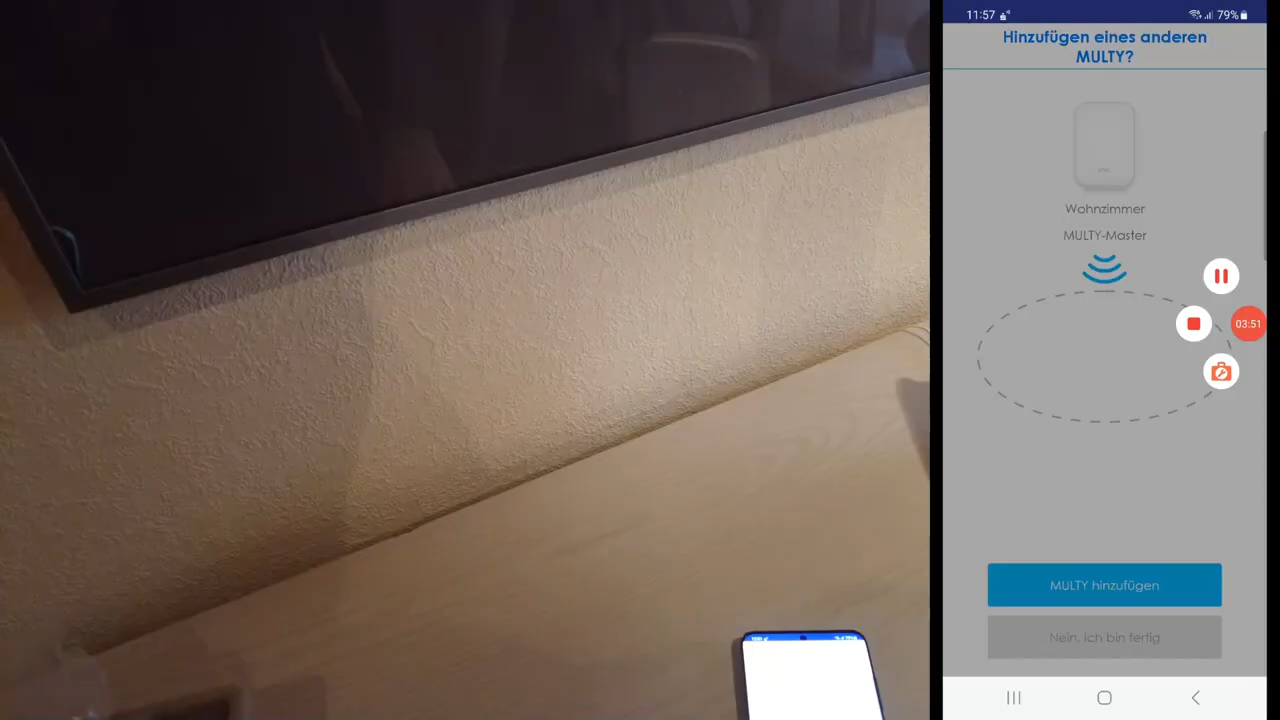 11:57
79%
Hinzufügen eines anderen
MULTY?
Wohnzimmer
MULTY-Master
03:51
MULTY hinzufügen
Nein, ich bin fertig